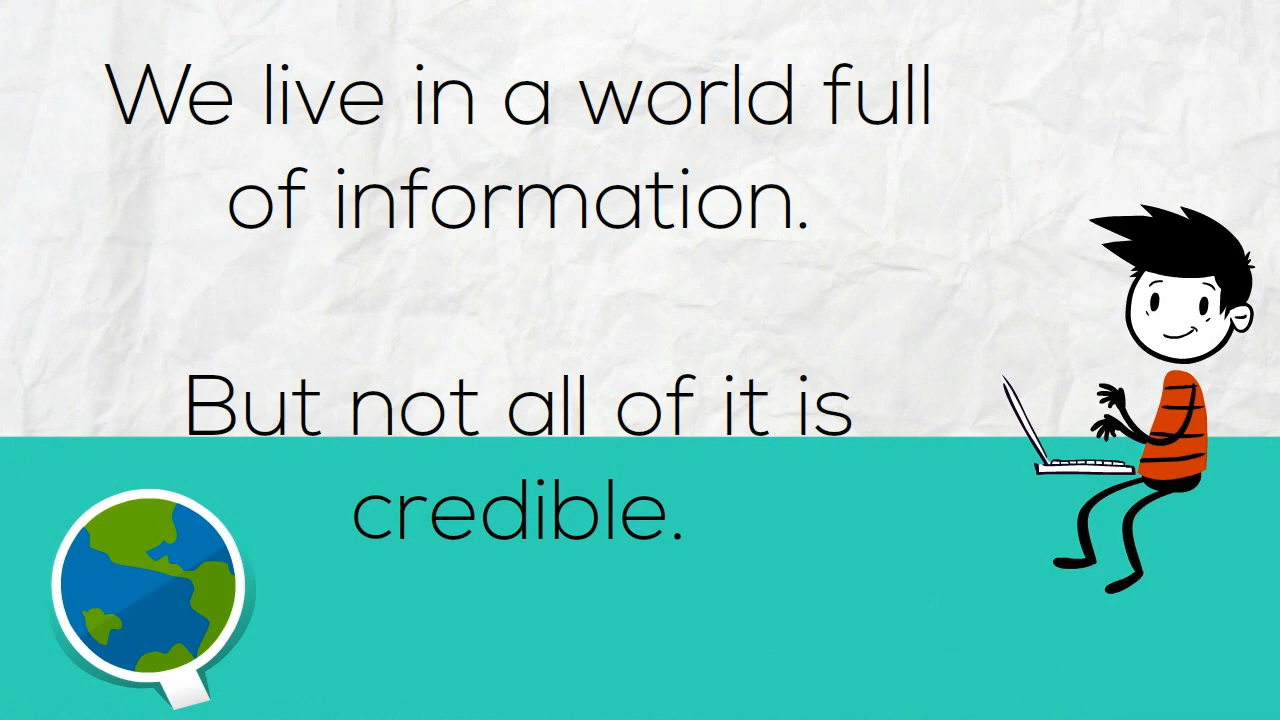 We live in a world full
of information.
But not all of it is
credible.